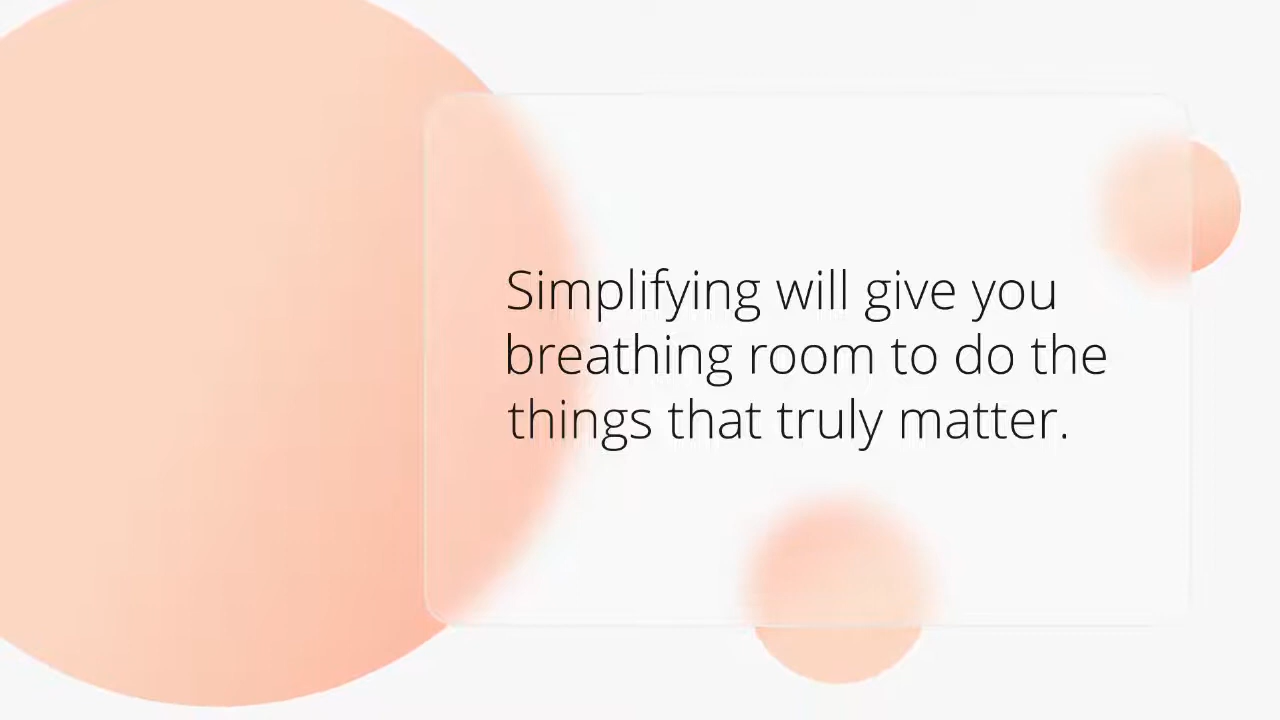 Simplifying will give you
breathing room to do the
things that truly matter.